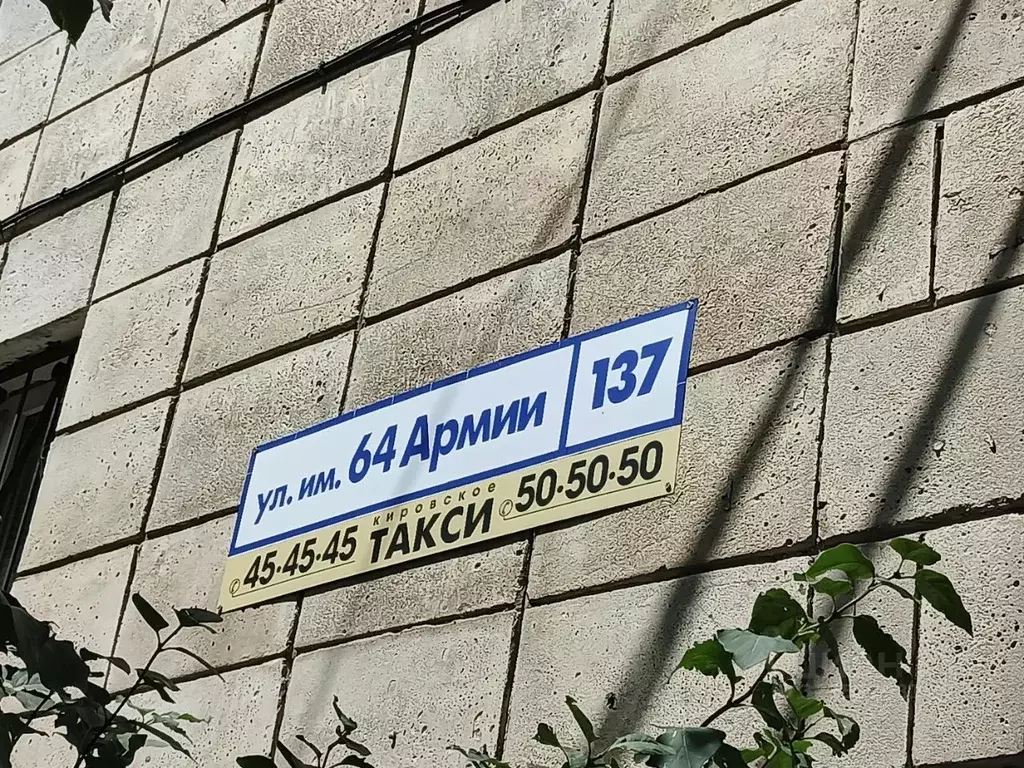 ул. им. 64 Армии 137
кировское
45·45·45 ТАКСИ 50·50·50